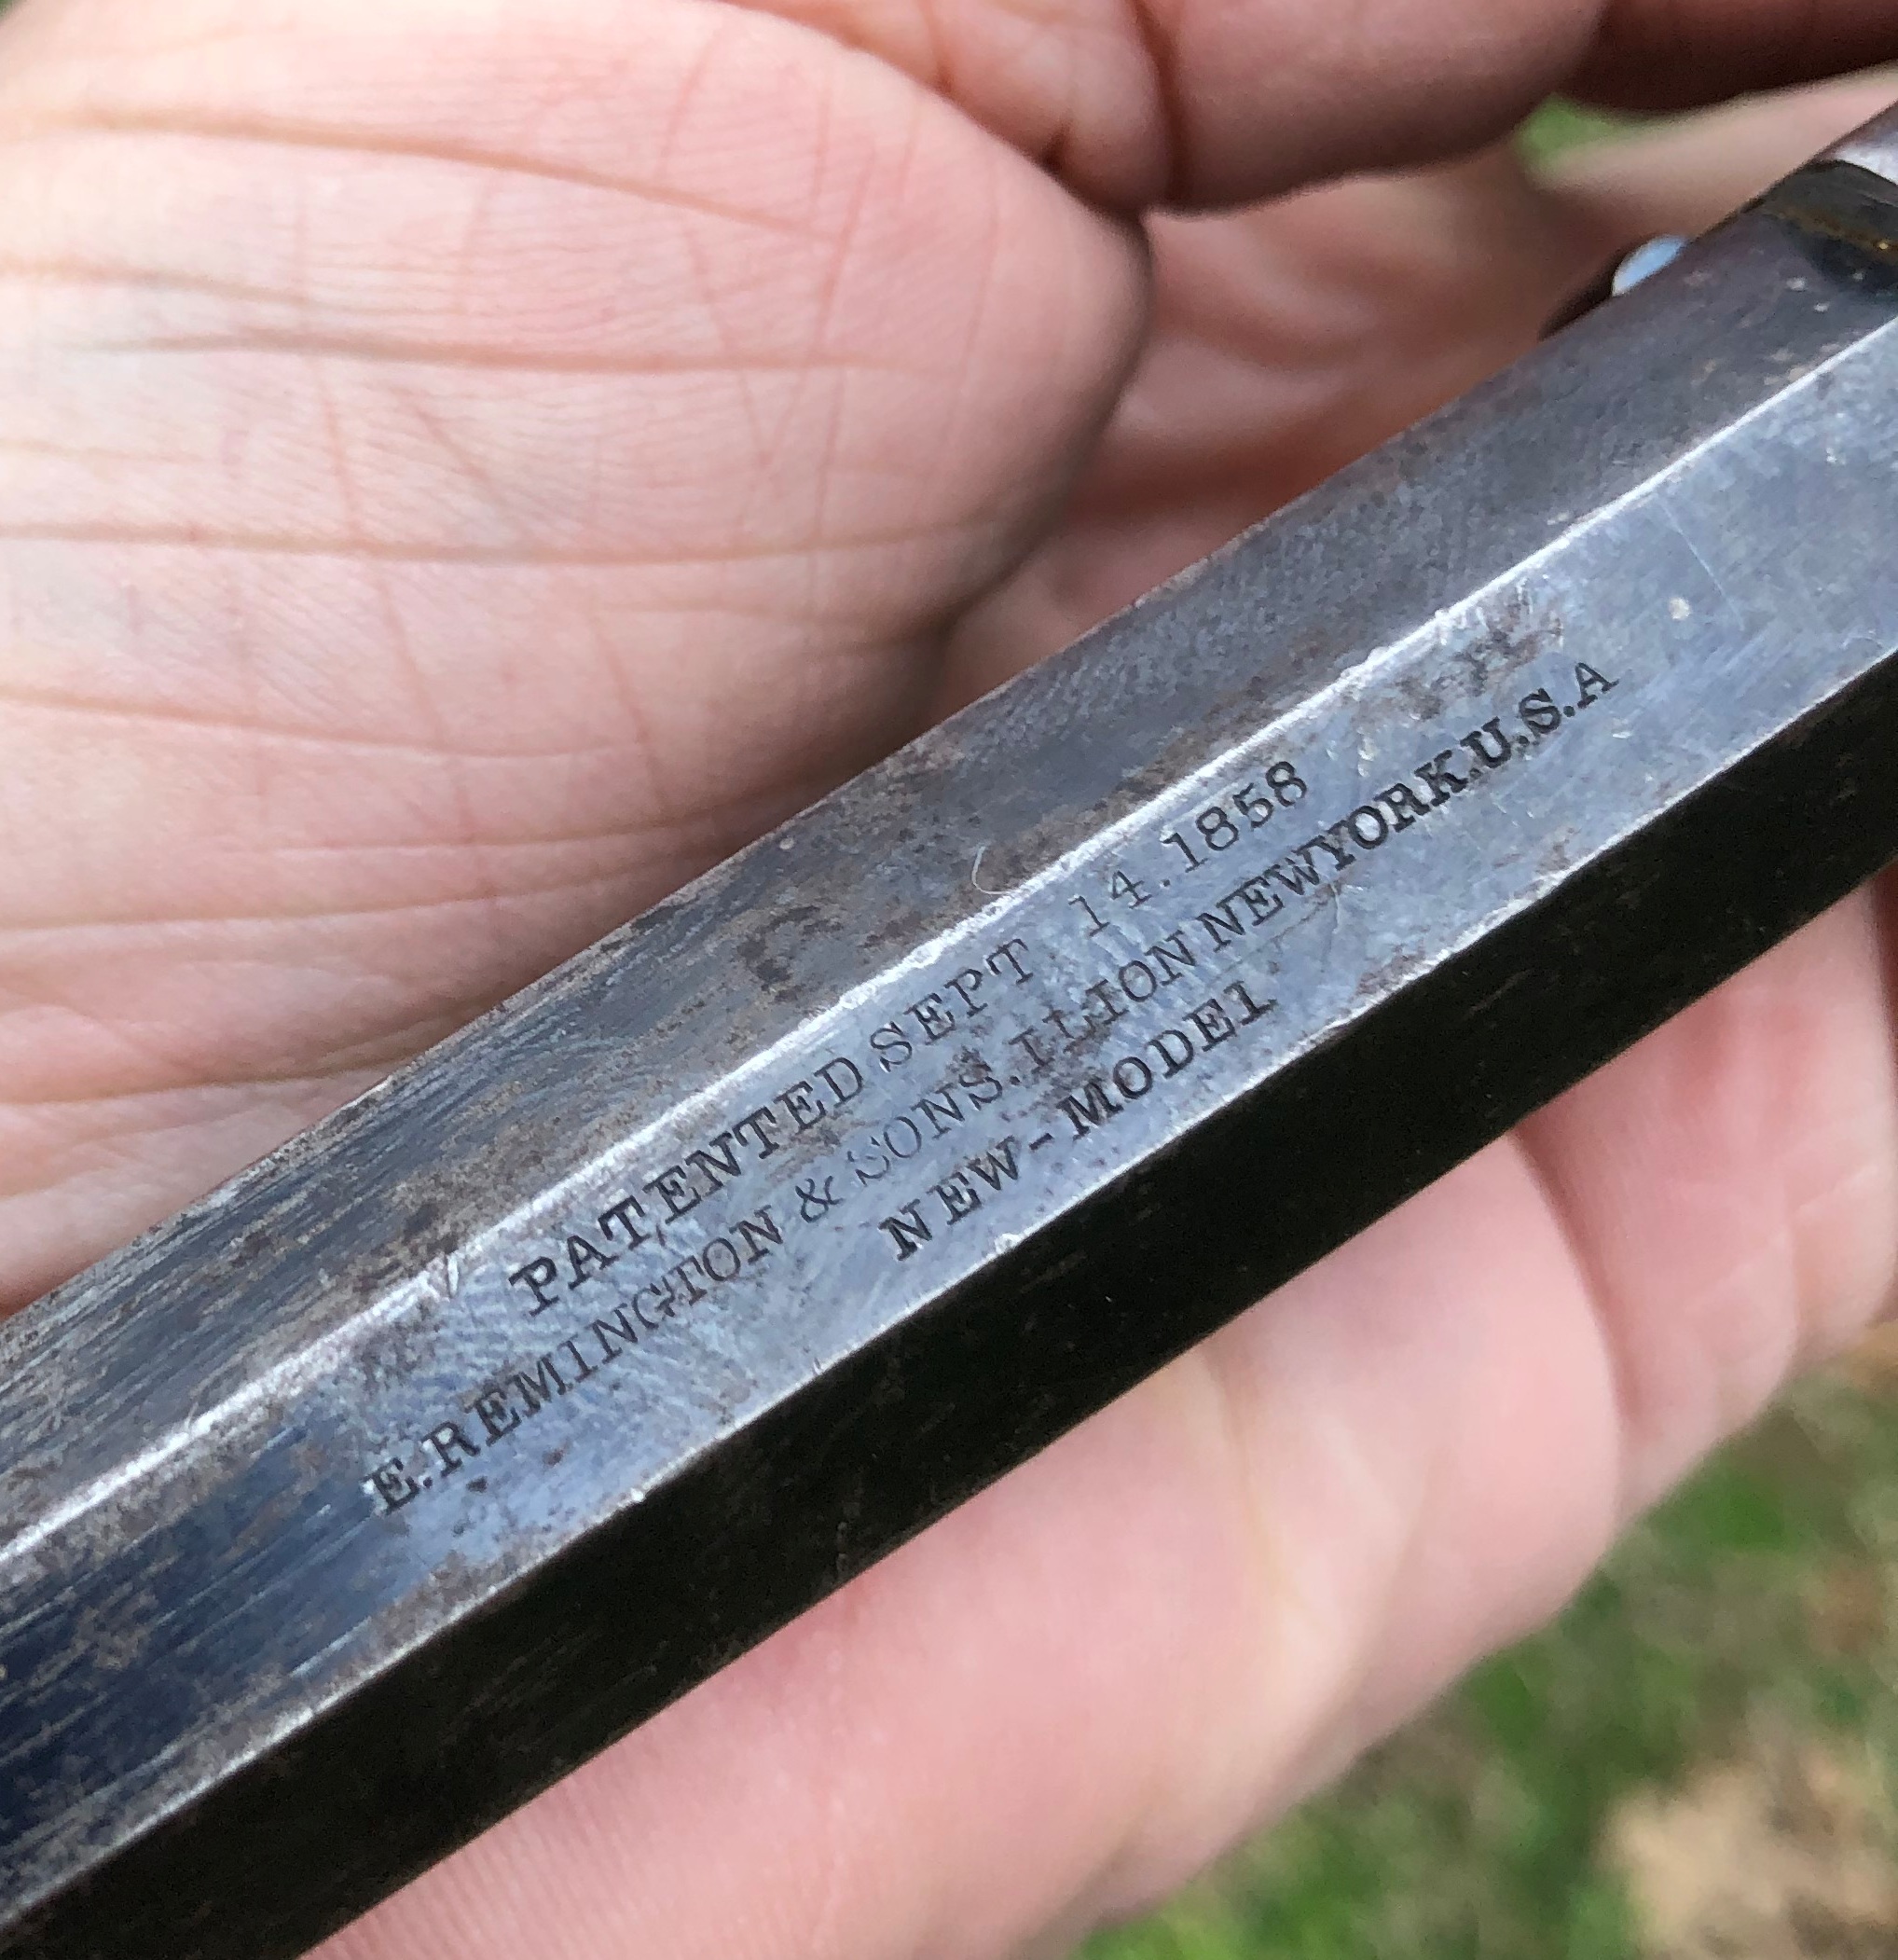 PATENTED SEPT 14.1858
E.REMINGTON & SONS.ILION NEWYORK.U.S.A
NEW-MODEL